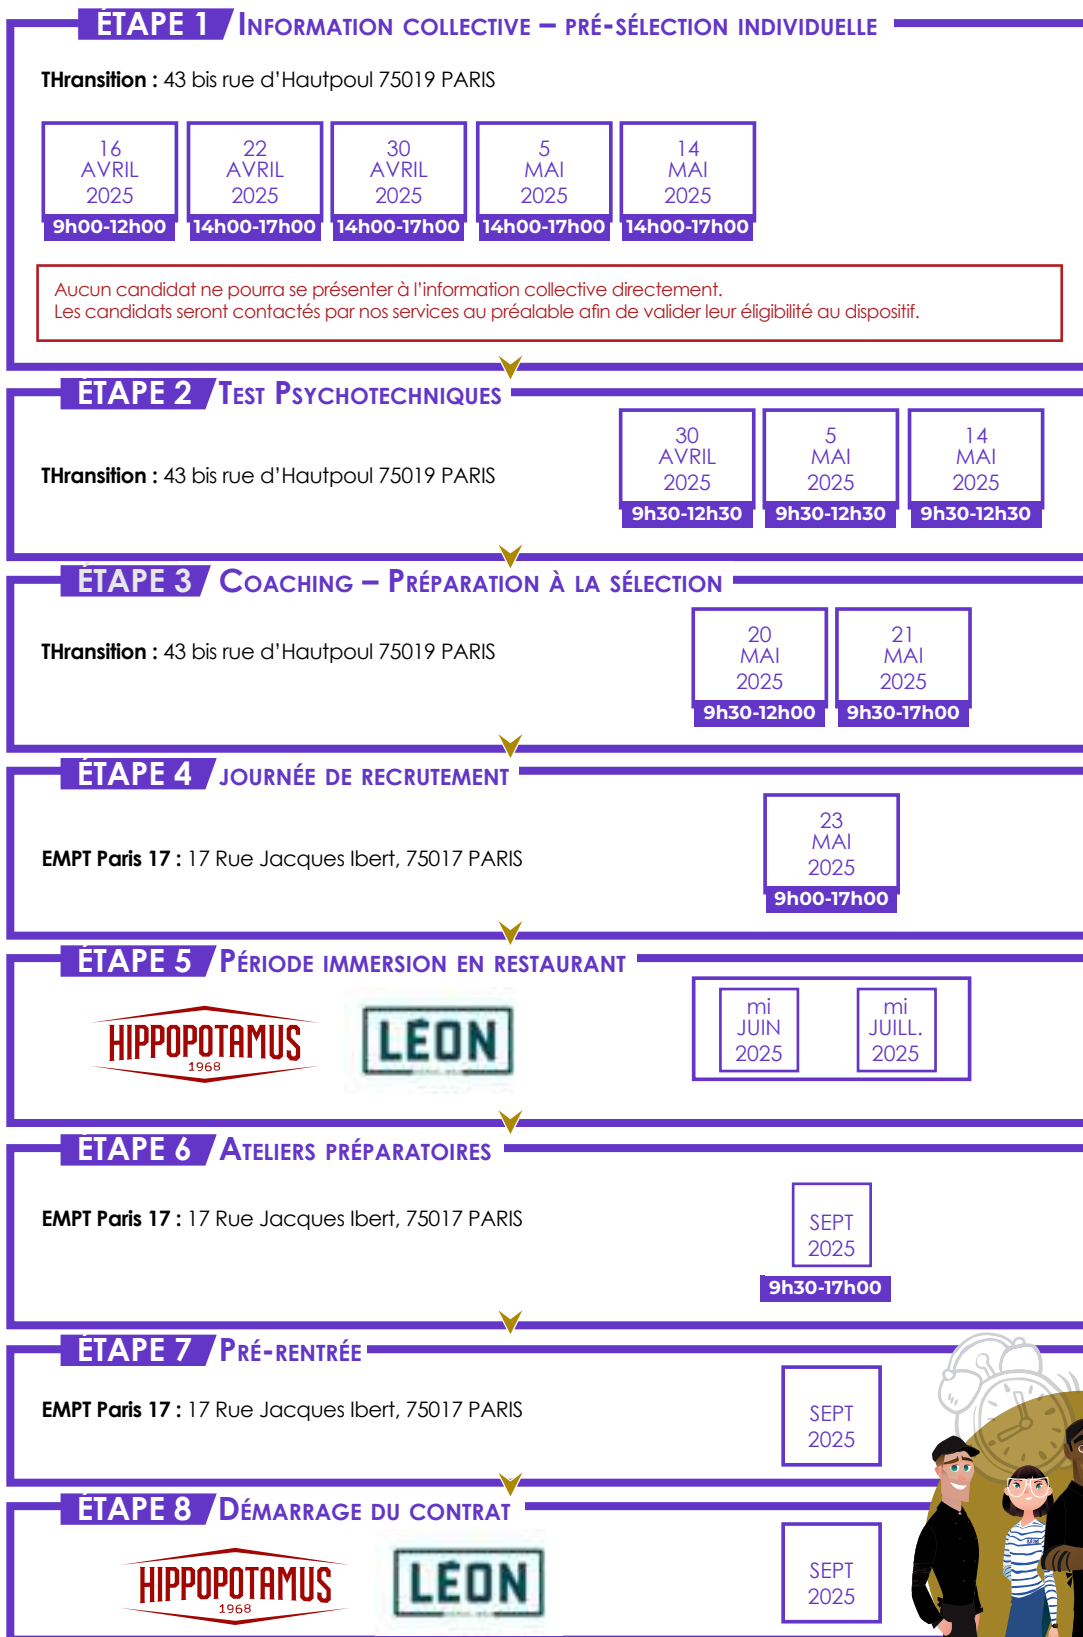 ÉTAPE 1 Information collective – pré-sélection individuelle
THransition : 43 bis rue d'Hautpoul 75019 PARIS
16 AVRIL 2025 9h00-12h00
22 AVRIL 2025 14h00-17h00
30 AVRIL 2025 14h00-17h00
5 MAI 2025 14h00-17h00
14 MAI 2025 14h00-17h00
Aucun candidat ne pourra se présenter à l'information collective directement.
Les candidats seront contactés par nos services au préalable afin de valider leur éligibilité au dispositif.
ÉTAPE 2 Test Psychotechniques
THransition : 43 bis rue d'Hautpoul 75019 PARIS
30 AVRIL 2025 9h30-12h30
5 MAI 2025 9h30-12h30
14 MAI 2025 9h30-12h30
ÉTAPE 3 Coaching – Préparation à la sélection
THransition : 43 bis rue d'Hautpoul 75019 PARIS
20 MAI 2025 9h30-12h00
21 MAI 2025 9h30-17h00
ÉTAPE 4 journée de recrutement
EMPT Paris 17 : 17 Rue Jacques Ibert, 75017 PARIS
23 MAI 2025 9h00-17h00
ÉTAPE 5 Période immersion en restaurant
HIPPOPOTAMUS
1968
LÉON
mi JUIN 2025
mi JUILL. 2025
ÉTAPE 6 Ateliers préparatoires
EMPT Paris 17 : 17 Rue Jacques Ibert, 75017 PARIS
SEPT 2025
9h30-17h00
ÉTAPE 7 Pré-rentrée
EMPT Paris 17 : 17 Rue Jacques Ibert, 75017 PARIS
SEPT 2025
ÉTAPE 8 Démarrage du contrat
HIPPOPOTAMUS
1968
LÉON
SEPT 2025